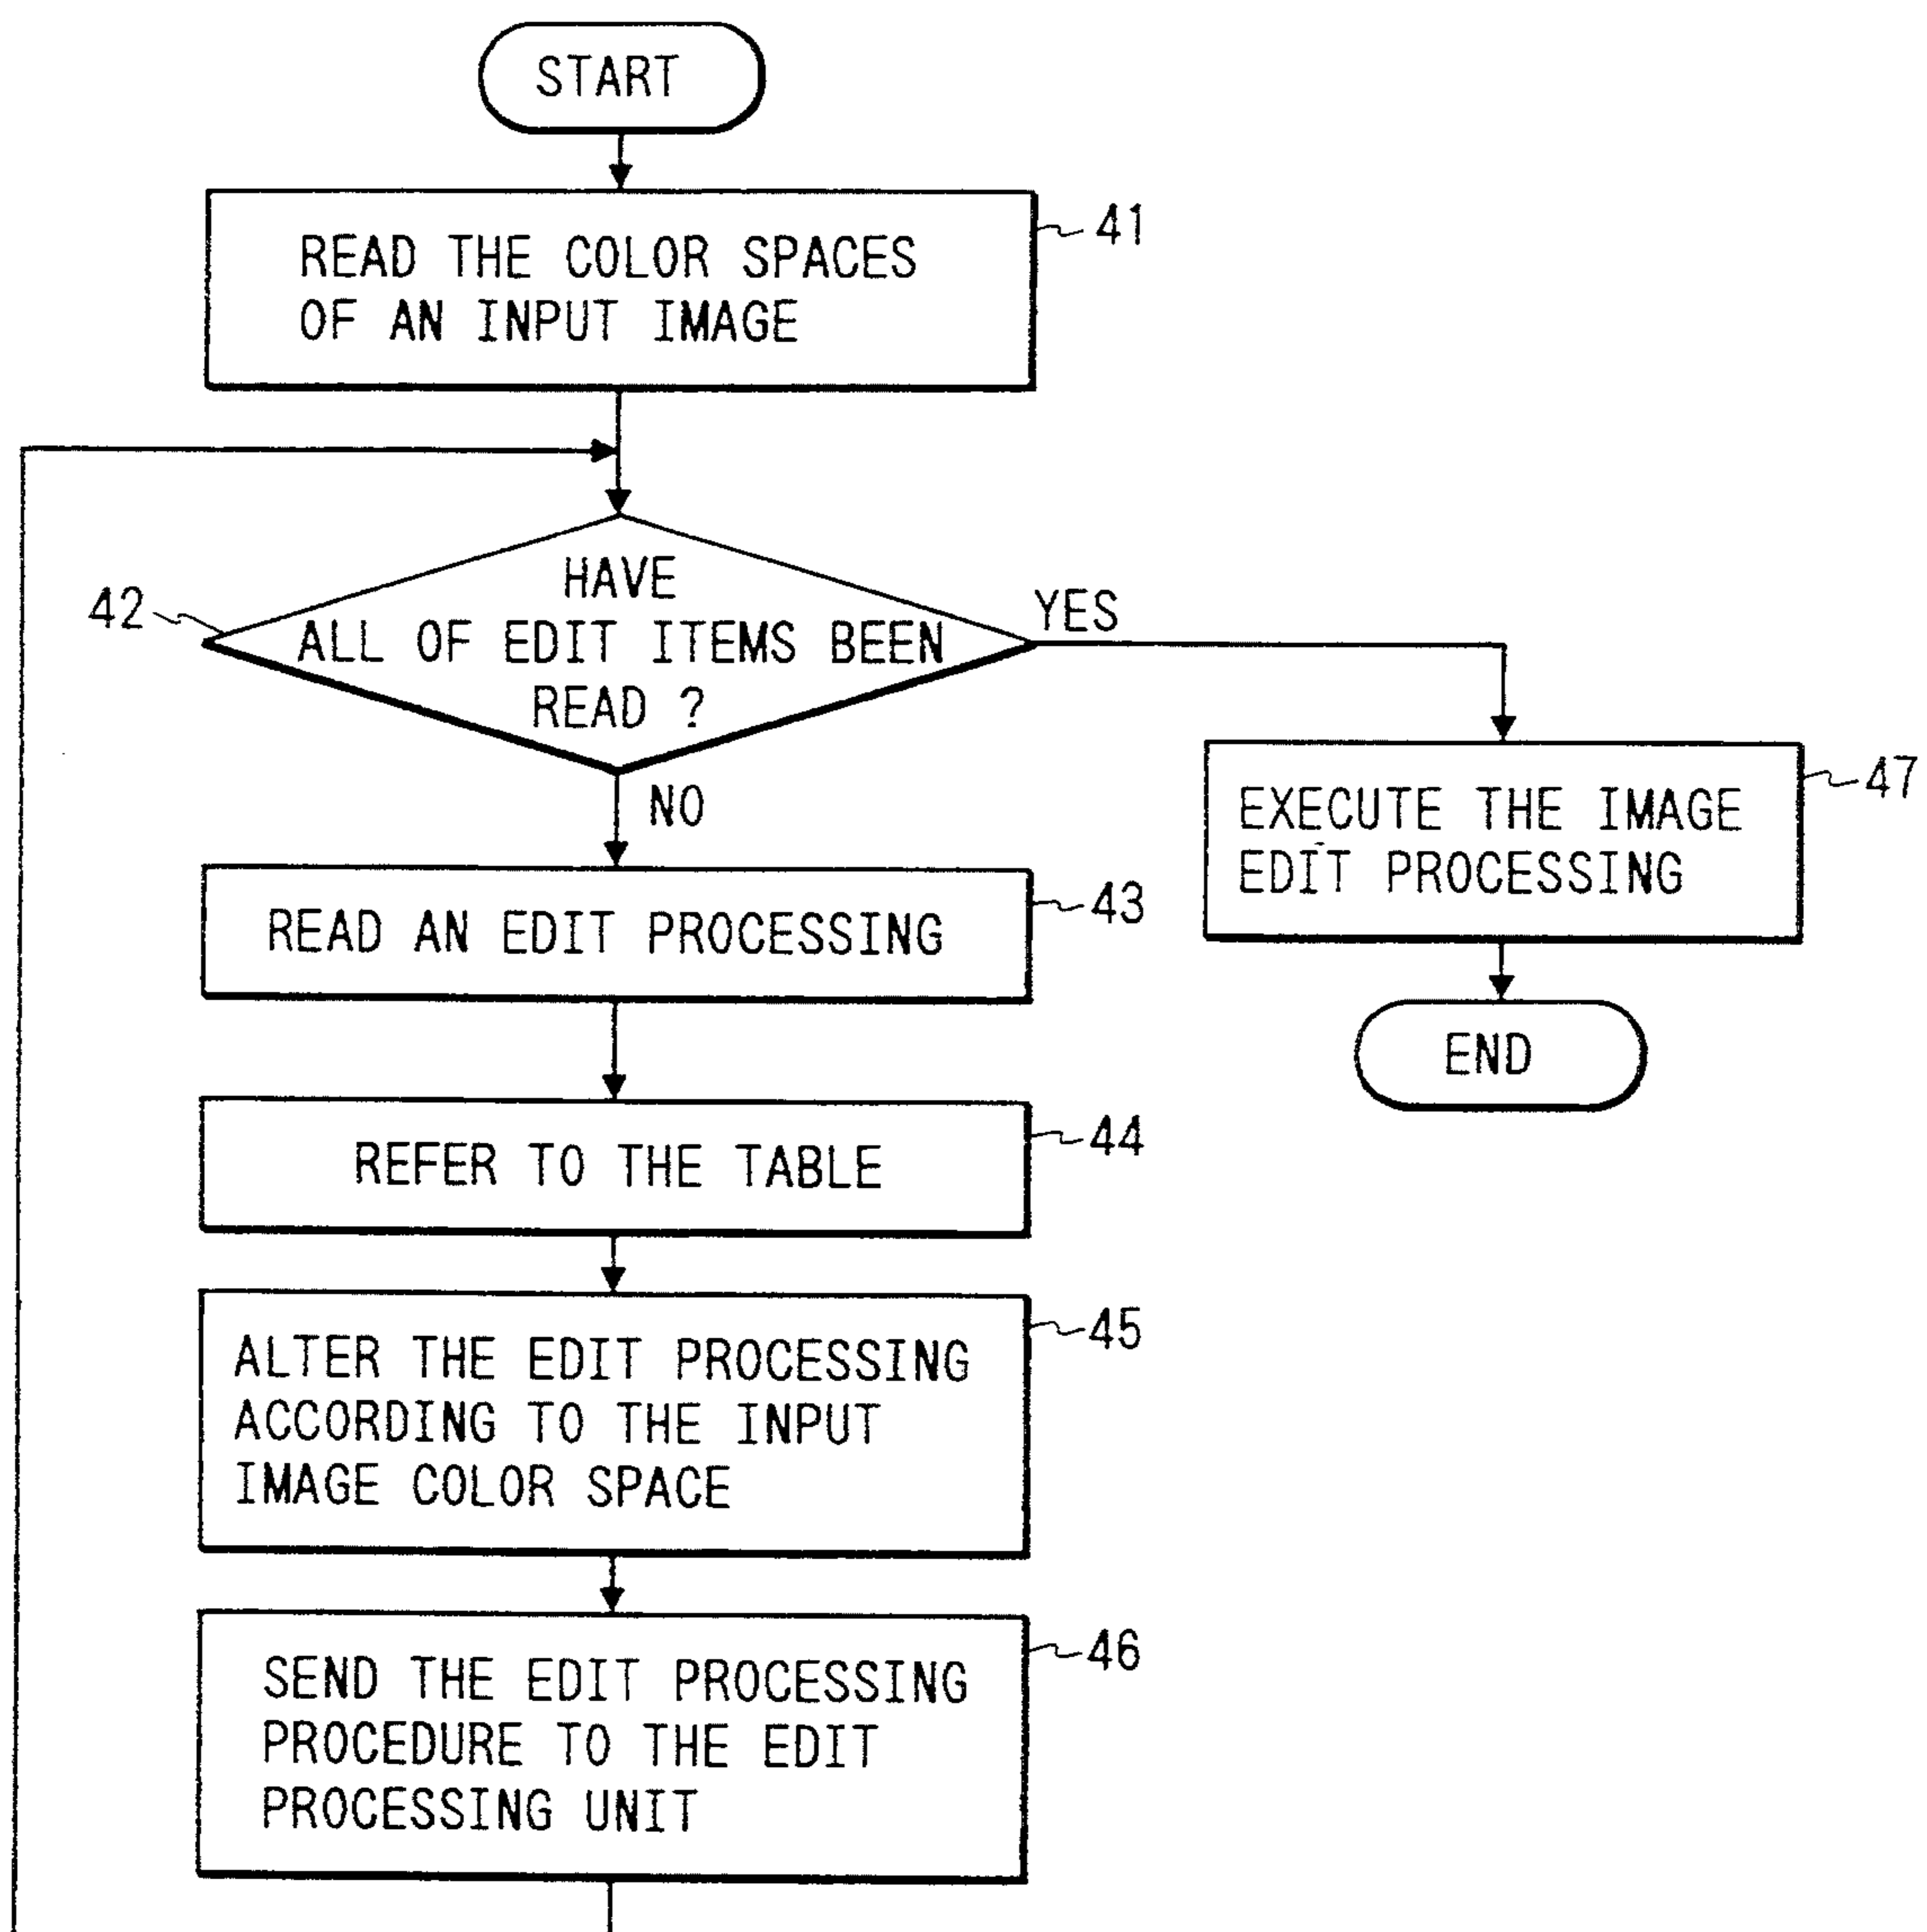 START
READ THE COLOR SPACES
OF AN INPUT IMAGE
41
42
HAVE
ALL OF EDIT ITEMS BEEN
READ ?
YES
NO
EXECUTE THE IMAGE
EDIT PROCESSING
47
READ AN EDIT PROCESSING
43
END
REFER TO THE TABLE
44
ALTER THE EDIT PROCESSING
ACCORDING TO THE INPUT
IMAGE COLOR SPACE
45
SEND THE EDIT PROCESSING
PROCEDURE TO THE EDIT
PROCESSING UNIT
46